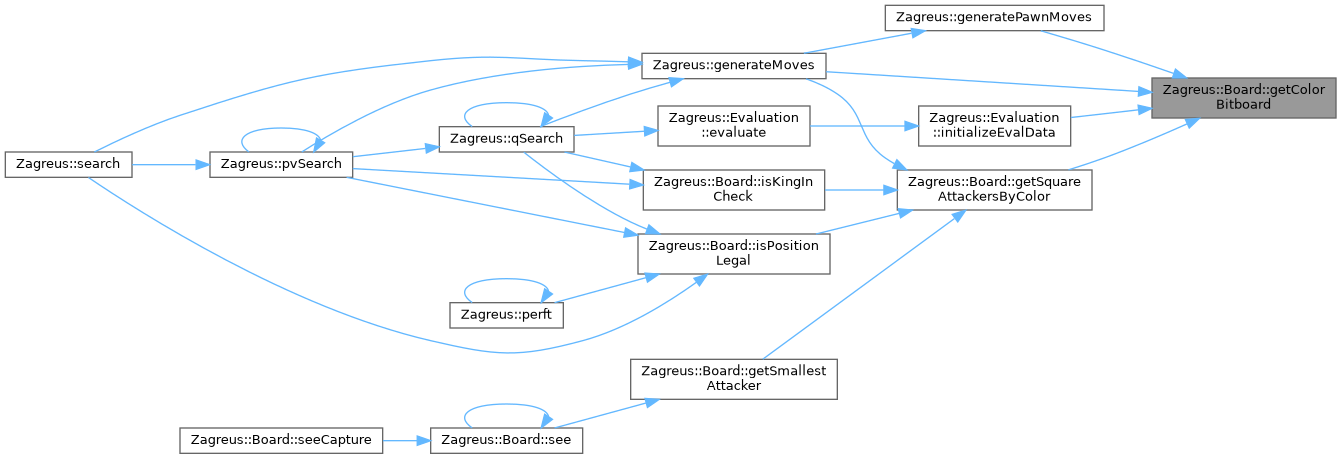 Zagreus::generatePawnMoves
Zagreus::generateMoves
Zagreus::Board::getColor
Bitboard
Zagreus::Evaluation
::evaluate
Zagreus::Evaluation
::initializeEvalData
Zagreus::qSearch
Zagreus::search
Zagreus::pvSearch
Zagreus::Board::isKingIn
Check
Zagreus::Board::getSquare
AttackersByColor
Zagreus::Board::isPosition
Legal
Zagreus::perft
Zagreus::Board::getSmallest
Attacker
Zagreus::Board::seeCapture
Zagreus::Board::see